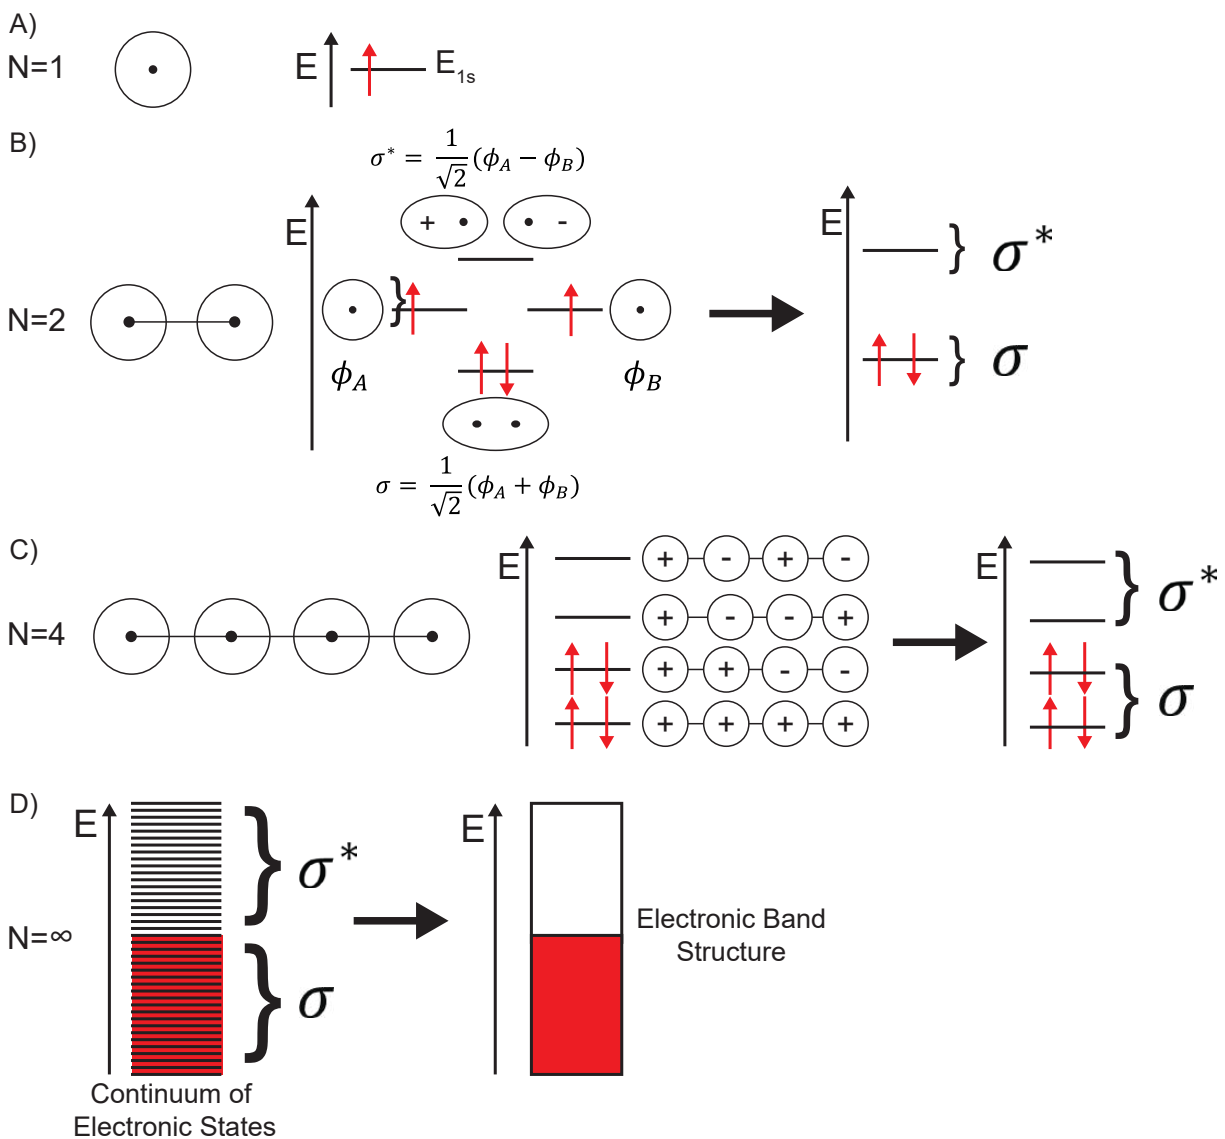 A)
N=1
E
E₁ₛ
B)
σ* = 1/√2 (ϕA − ϕB)
E
+ -
N=2
ϕA
ϕB
σ = 1/√2 (ϕA + ϕB)
E
} σ*
} σ
C)
N=4
E
+ - + -
+ - - +
+ + - -
+ + + +
E
} σ*
} σ
D)
N=∞
E
} σ*
} σ
Continuum of
Electronic States
E
Electronic Band
Structure